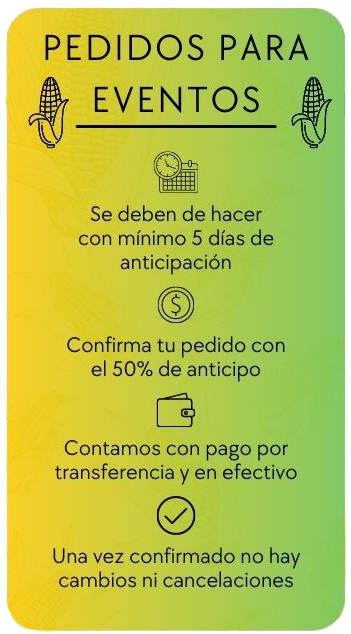 PEDIDOS PARA
EVENTOS
Se deben de hacer
con mínimo 5 días de
anticipación
$
Confirma tu pedido con
el 50% de anticipo
Contamos con pago por
transferencia y en efectivo
Una vez confirmado no hay
cambios ni cancelaciones